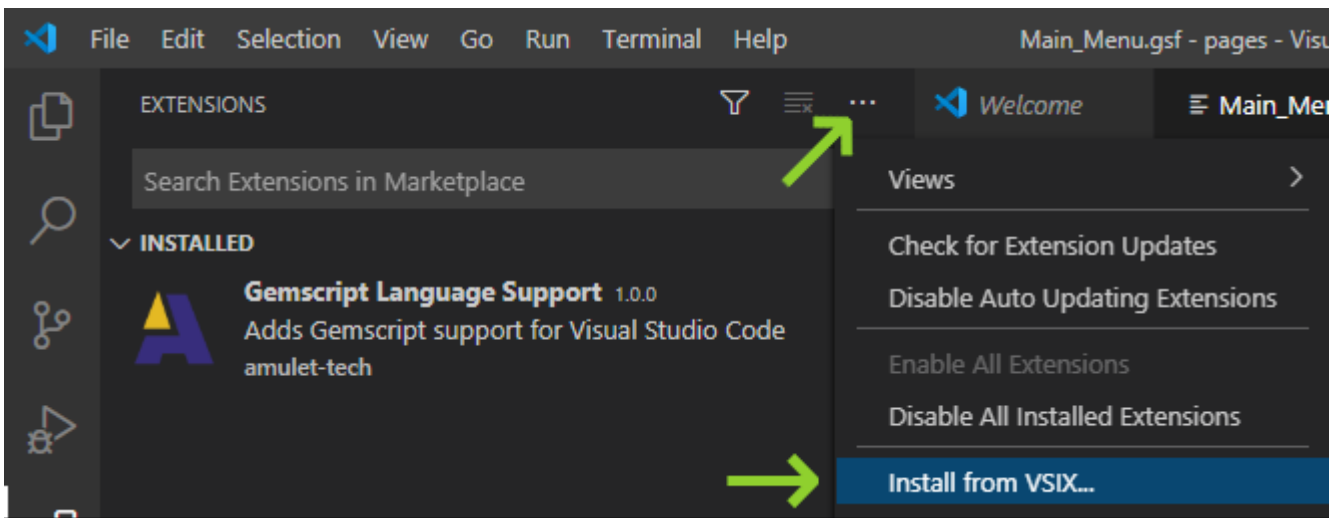 File Edit Selection View Go Run Terminal Help Main_Menu.gsf - pages - Visu
EXTENSIONS ... Welcome Main_Mer
Search Extensions in Marketplace
Views
INSTALLED
Check for Extension Updates
Gemscript Language Support 1.0.0
Disable Auto Updating Extensions
Adds Gemscript support for Visual Studio Code
amulet-tech
Enable All Extensions
Disable All Installed Extensions
Install from VSIX...